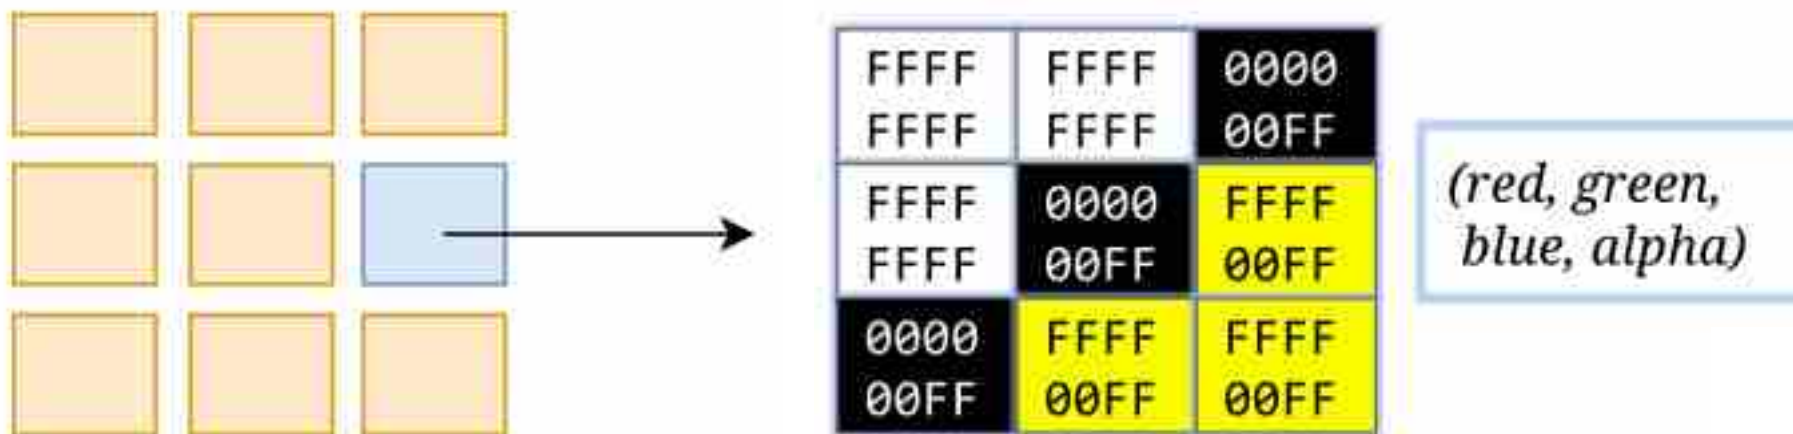 FFFF FFFF 0000
FFFF FFFF 00FF
FFFF 0000 FFFF
FFFF 00FF 00FF
0000 FFFF FFFF
00FF 00FF 00FF
(red, green,
blue, alpha)